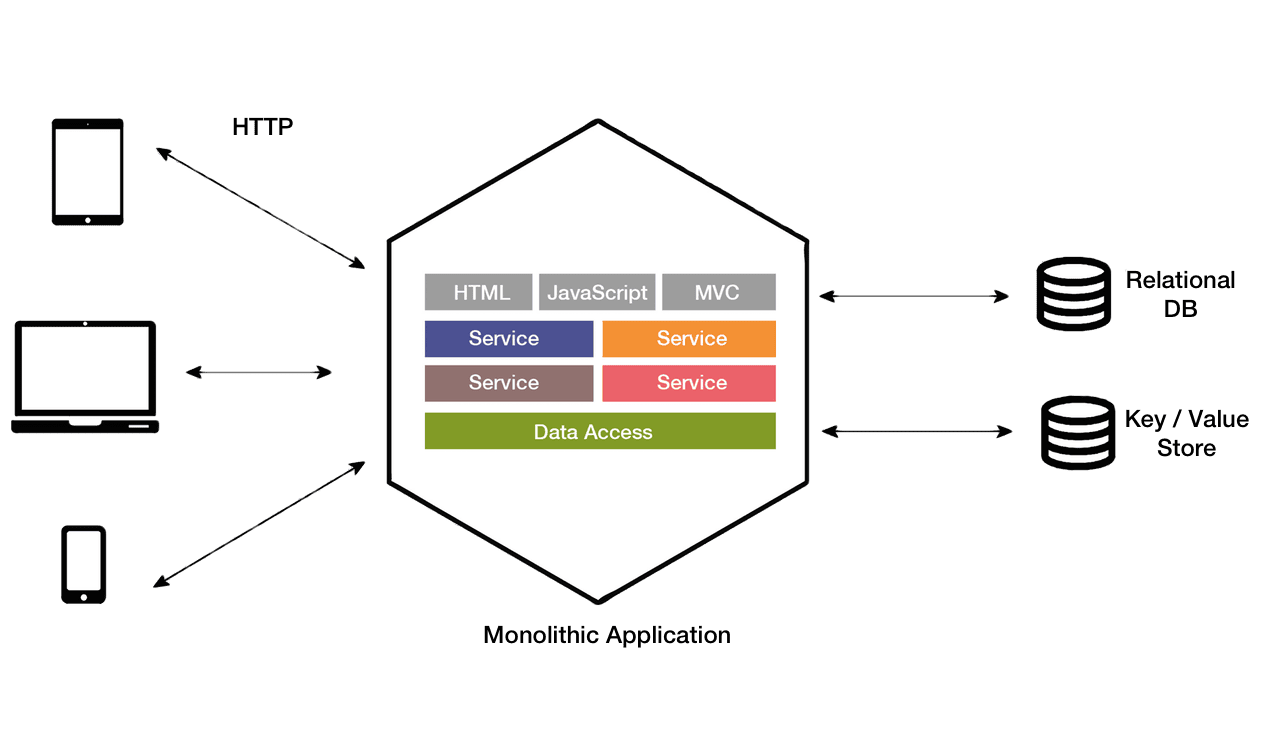 HTTP
HTML
JavaScript
MVC
Service
Service
Service
Service
Data Access
Relational
DB
Key / Value
Store
Monolithic Application